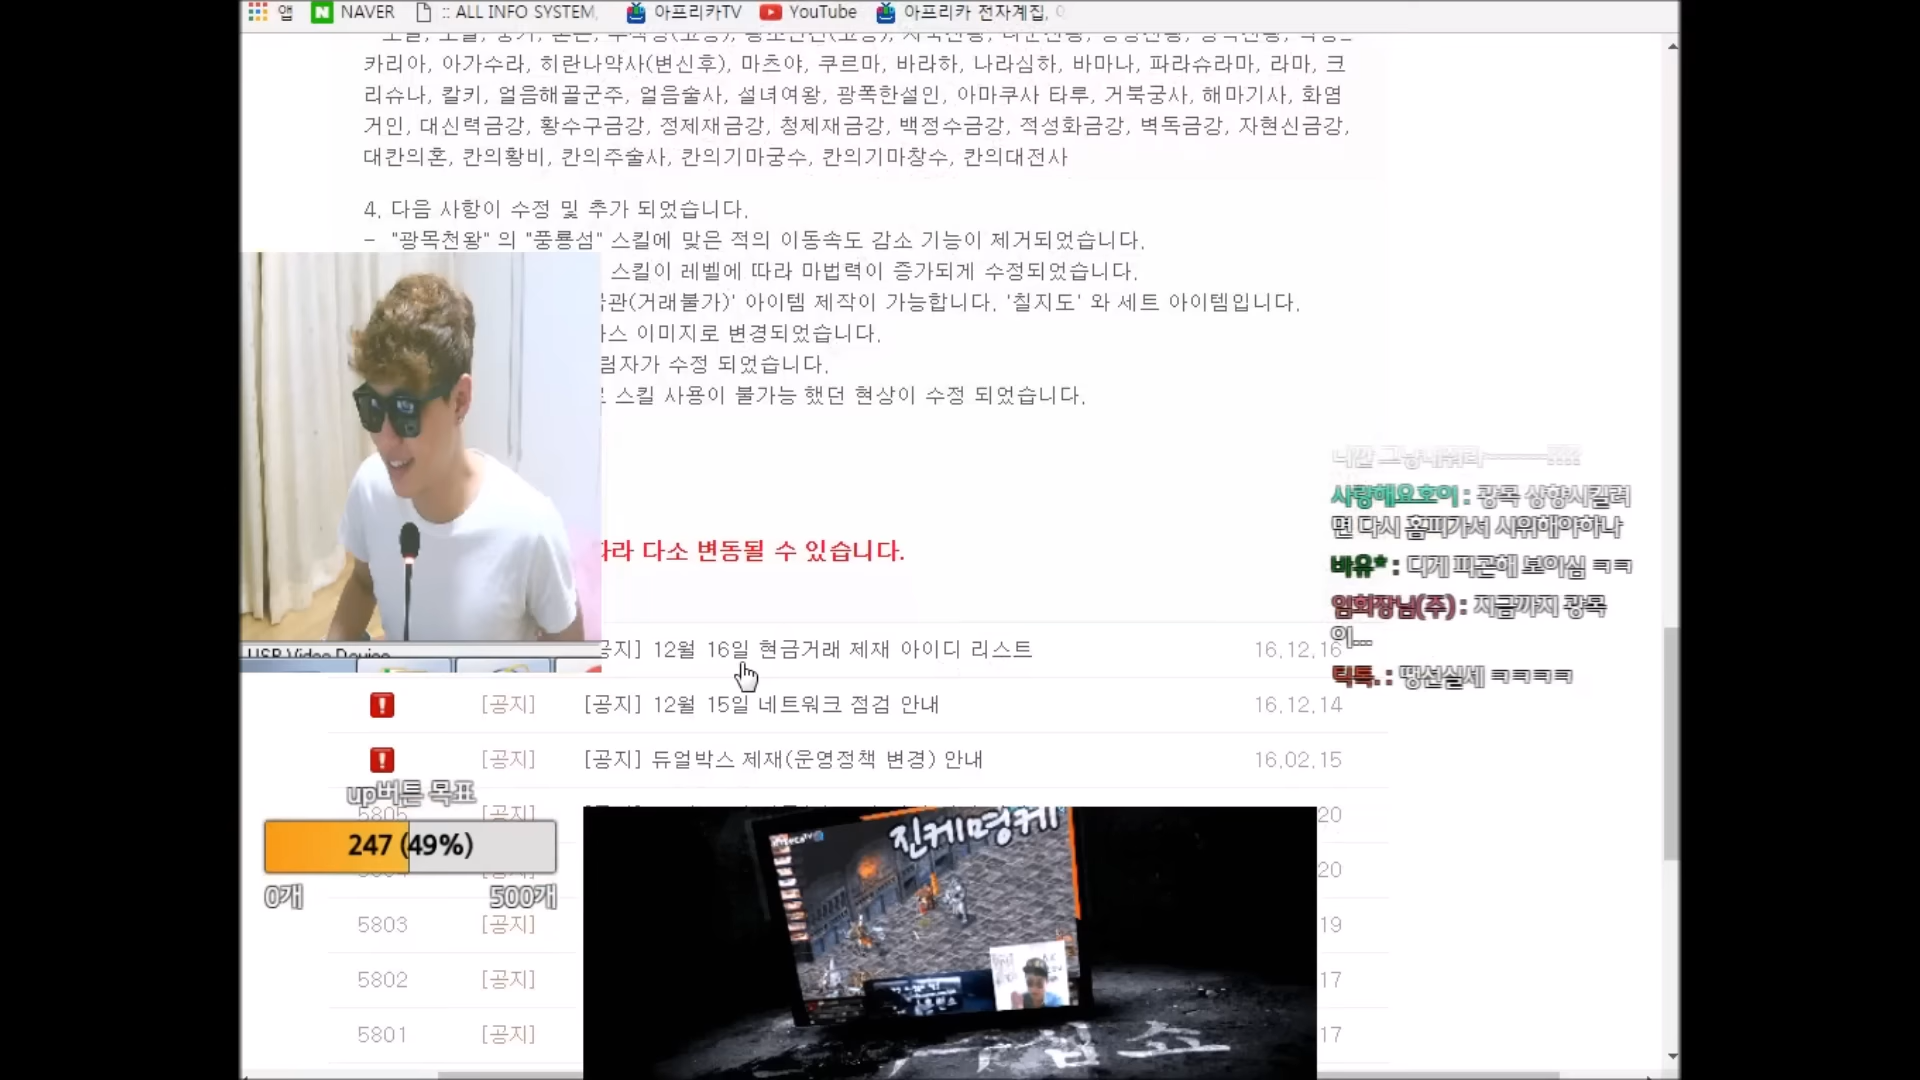 앱 NAVER :: ALL INFO SYSTEM, 아프리카TV YouTube 아프리카 전자계집,
카리아, 아가수라, 히란나약사(변신후), 마츠야, 쿠르마, 바라하, 나라심하, 바마나, 파라슈라마, 라마, 크
리슈나, 칼키, 얼음해골군주, 얼음술사, 설녀여왕, 광폭한설인, 아마쿠사 타루, 거북궁사, 해마기사, 화염
거인, 대신력금강, 황수구금강, 정제재금강, 청제재금강, 백정수금강, 적성화금강, 벽독금강, 자현신금강,
대칸의혼, 칸의황비, 칸의주술사, 칸의기마궁수, 칸의기마창수, 칸의대전사
4. 다음 사항이 수정 및 추가 되었습니다.
- "광목천왕" 의 "풍룡섬" 스킬에 맞은 적의 이동속도 감소 기능이 제거되었습니다.
스킬이 레벨에 따라 마법력이 증가되게 수정되었습니다.
관(거래불가)' 아이템 제작이 가능합니다. '칠지도' 와 세트 아이템입니다.
스 이미지로 변경되었습니다.
림자가 수정 되었습니다.
스킬 사용이 불가능 했던 현상이 수정 되었습니다.
사랑해요호이 : 광목 상향시킬려
면 다시 홈피가서 시위해야하나
따라 다소 변동될 수 있습니다.
바유* : 디게 피곤해 보이심 ㅋㅋ
임회장님(주) : 지금까지 광목
이...
USB Video Device
공지] 12월 16일 현금거래 제재 아이디 리스트 16.12.16
틱톡. : 땡선실세 ㅋㅋㅋㅋ
[공지] [공지] 12월 15일 네트워크 점검 안내 16.12.14
[공지] [공지] 듀얼박스 제재(운영정책 변경) 안내 16.02.15
up버튼 목표
5805 20
247 (49%)
20
0개 500개
5803 [공지] 19
5802 [공지] 17
5801 [공지] 17
진케명케